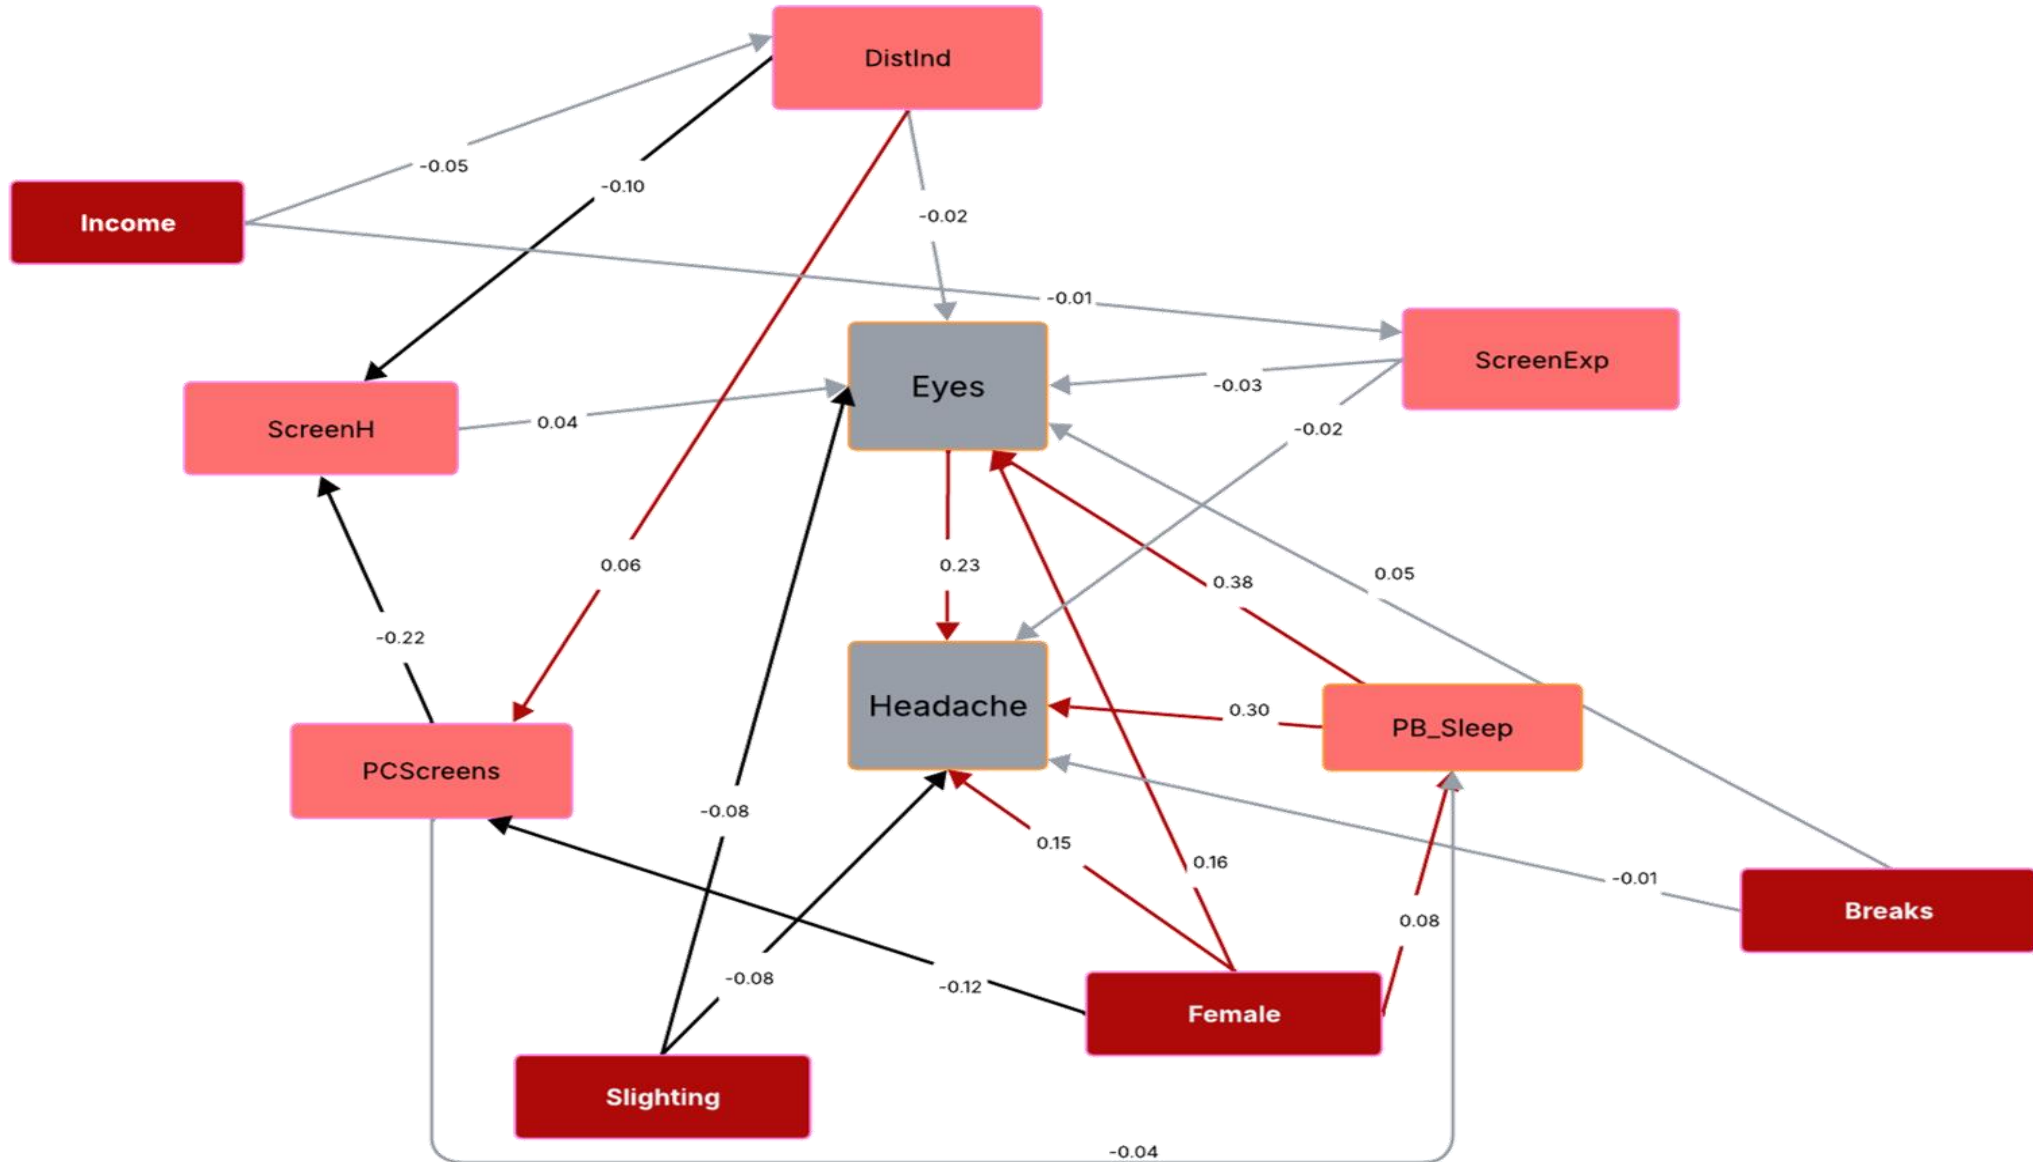 DistInd
-0.05
-0.10
Income
-0.02
-0.01
ScreenExp
Eyes
-0.03
ScreenH
0.04
-0.02
0.06
0.23
0.38
0.05
-0.22
Headache
0.30
PB_Sleep
PCScreens
-0.08
0.15
0.16
-0.01
0.08
Breaks
-0.08
-0.12
Female
Slighting
-0.04